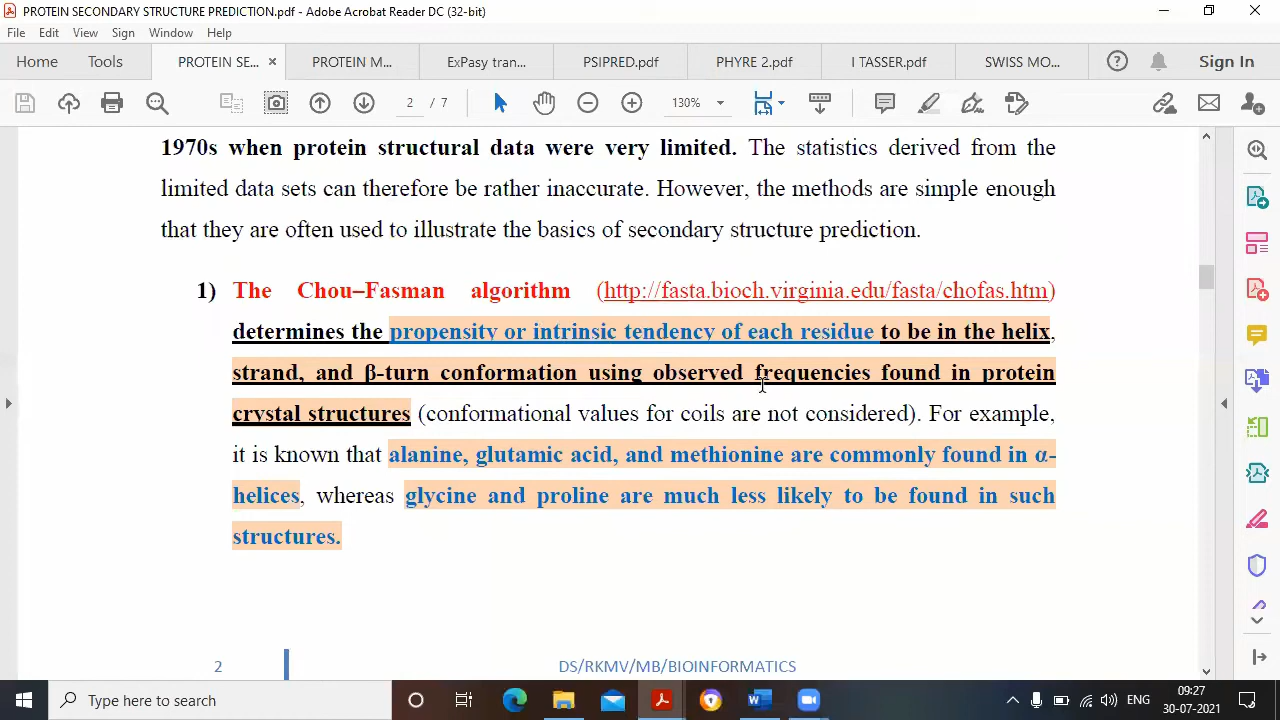 PROTEIN SECONDARY STRUCTURE PREDICTION.pdf - Adobe Acrobat Reader DC (32-bit)
File Edit View Sign Window Help
Home Tools PROTEIN SE... PROTEIN M... ExPasy tran... PSIPRED.pdf PHYRE 2.pdf I TASSER.pdf SWISS MO... Sign In
2 / 7 130%
1970s when protein structural data were very limited. The statistics derived from the
limited data sets can therefore be rather inaccurate. However, the methods are simple enough
that they are often used to illustrate the basics of secondary structure prediction.
1) The Chou–Fasman algorithm (http://fasta.bioch.virginia.edu/fasta/chofas.htm)
determines the propensity or intrinsic tendency of each residue to be in the helix,
strand, and β-turn conformation using observed frequencies found in protein
crystal structures (conformational values for coils are not considered). For example,
it is known that alanine, glutamic acid, and methionine are commonly found in α-
helices, whereas glycine and proline are much less likely to be found in such
structures.
2 DS/RKMV/MB/BIOINFORMATICS
Type here to search
ENG
09:27
30-07-2021